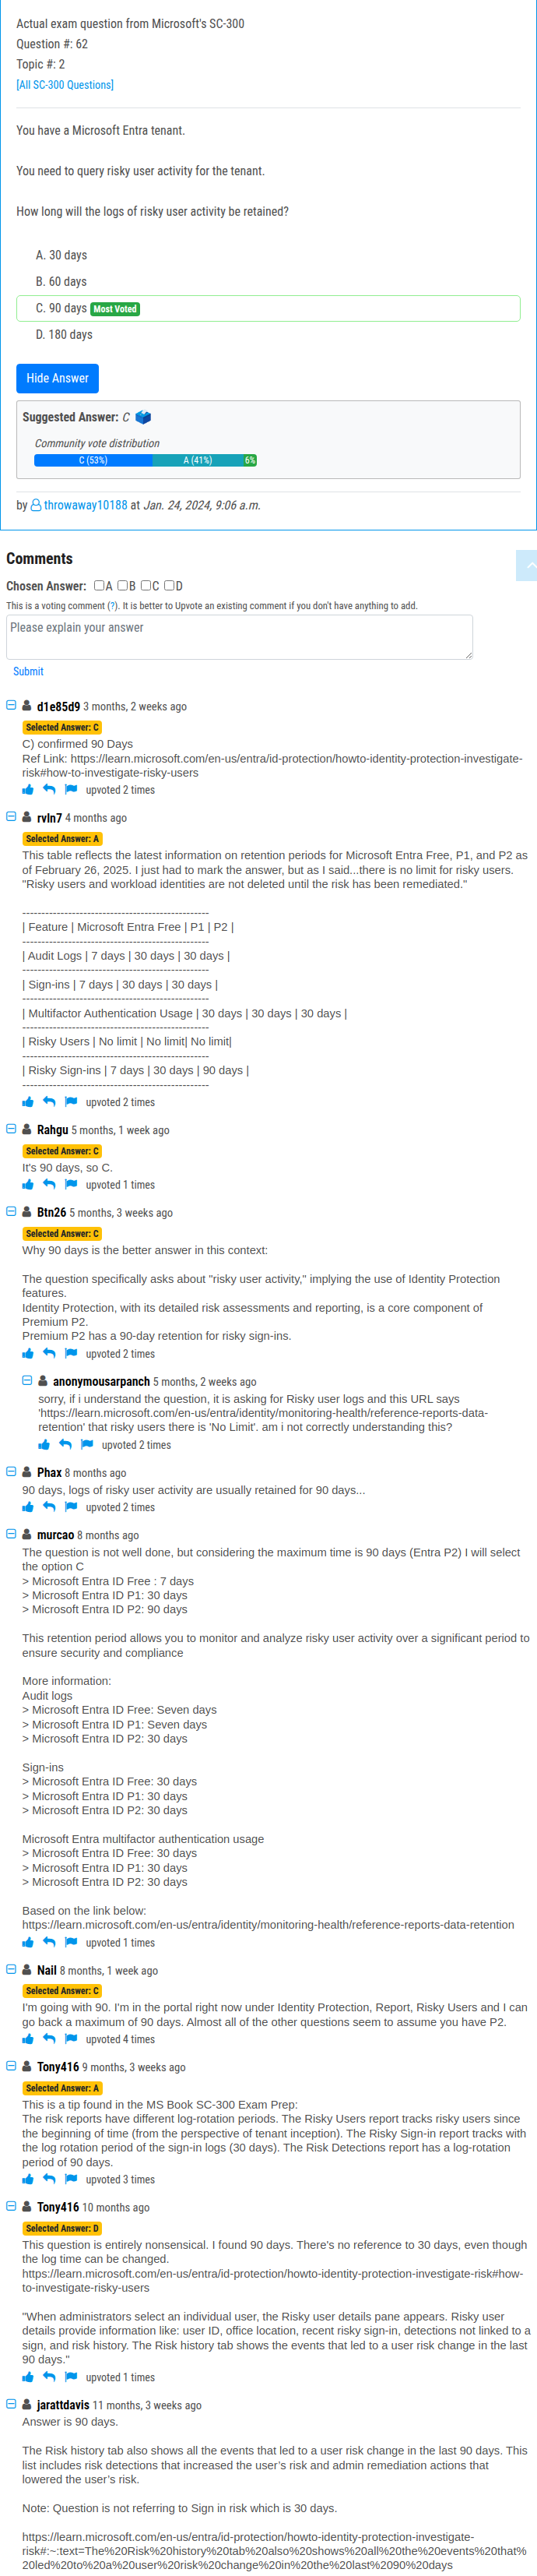 Actual exam question from Microsoft's SC-300
Question #: 62
Topic #: 2
[All SC-300 Questions]
You have a Microsoft Entra tenant.
You need to query risky user activity for the tenant.
How long will the logs of risky user activity be retained?
A. 30 days
B. 60 days
C. 90 days Most Voted
D. 180 days
Hide Answer
Suggested Answer: C
Community vote distribution
C (53%) A (41%) 6%
by throwaway10188 at Jan. 24, 2024, 9:06 a.m.
Comments
Chosen Answer: A B C D
This is a voting comment (?). It is better to Upvote an existing comment if you don't have anything to add.
Please explain your answer
Submit
d1e85d9 3 months, 2 weeks ago
Selected Answer: C
C) confirmed 90 Days
Ref Link: https://learn.microsoft.com/en-us/entra/id-protection/howto-identity-protection-investigate-
risk#how-to-investigate-risky-users
upvoted 2 times
rvln7 4 months ago
Selected Answer: A
This table reflects the latest information on retention periods for Microsoft Entra Free, P1, and P2 as
of February 26, 2025. I just had to mark the answer, but as I said...there is no limit for risky users.
"Risky users and workload identities are not deleted until the risk has been remediated."
-------------------------------------------------
| Feature | Microsoft Entra Free | P1 | P2 |
-------------------------------------------------
| Audit Logs | 7 days | 30 days | 30 days |
-------------------------------------------------
| Sign-ins | 7 days | 30 days | 30 days |
-------------------------------------------------
| Multifactor Authentication Usage | 30 days | 30 days | 30 days |
-------------------------------------------------
| Risky Users | No limit | No limit| No limit|
-------------------------------------------------
| Risky Sign-ins | 7 days | 30 days | 90 days |
-------------------------------------------------
upvoted 2 times
Rahgu 5 months, 1 week ago
Selected Answer: C
It's 90 days, so C.
upvoted 1 times
Btn26 5 months, 3 weeks ago
Selected Answer: C
Why 90 days is the better answer in this context:
The question specifically asks about "risky user activity," implying the use of Identity Protection
features.
Identity Protection, with its detailed risk assessments and reporting, is a core component of
Premium P2.
Premium P2 has a 90-day retention for risky sign-ins.
upvoted 2 times
anonymousarpanch 5 months, 2 weeks ago
sorry, if i understand the question, it is asking for Risky user logs and this URL says
'https://learn.microsoft.com/en-us/entra/identity/monitoring-health/reference-reports-data-
retention' that risky users there is 'No Limit'. am i not correctly understanding this?
upvoted 2 times
Phax 8 months ago
90 days, logs of risky user activity are usually retained for 90 days...
upvoted 2 times
murcao 8 months ago
The question is not well done, but considering the maximum time is 90 days (Entra P2) I will select
the option C
> Microsoft Entra ID Free : 7 days
> Microsoft Entra ID P1: 30 days
> Microsoft Entra ID P2: 90 days
This retention period allows you to monitor and analyze risky user activity over a significant period to
ensure security and compliance
More information:
Audit logs
> Microsoft Entra ID Free: Seven days
> Microsoft Entra ID P1: Seven days
> Microsoft Entra ID P2: 30 days
Sign-ins
> Microsoft Entra ID Free: 30 days
> Microsoft Entra ID P1: 30 days
> Microsoft Entra ID P2: 30 days
Microsoft Entra multifactor authentication usage
> Microsoft Entra ID Free: 30 days
> Microsoft Entra ID P1: 30 days
> Microsoft Entra ID P2: 30 days
Based on the link below:
https://learn.microsoft.com/en-us/entra/identity/monitoring-health/reference-reports-data-retention
upvoted 1 times
Nail 8 months, 1 week ago
Selected Answer: C
I'm going with 90. I'm in the portal right now under Identity Protection, Report, Risky Users and I can
go back a maximum of 90 days. Almost all of the other questions seem to assume you have P2.
upvoted 4 times
Tony416 9 months, 3 weeks ago
Selected Answer: A
This is a tip found in the MS Book SC-300 Exam Prep:
The risk reports have different log-rotation periods. The Risky Users report tracks risky users since
the beginning of time (from the perspective of tenant inception). The Risky Sign-in report tracks with
the log rotation period of the sign-in logs (30 days). The Risk Detections report has a log-rotation
period of 90 days.
upvoted 3 times
Tony416 10 months ago
Selected Answer: D
This question is entirely nonsensical. I found 90 days. There's no reference to 30 days, even though
the log time can be changed.
https://learn.microsoft.com/en-us/entra/id-protection/howto-identity-protection-investigate-risk#how-
to-investigate-risky-users
"When administrators select an individual user, the Risky user details pane appears. Risky user
details provide information like: user ID, office location, recent risky sign-in, detections not linked to a
sign, and risk history. The Risk history tab shows the events that led to a user risk change in the last
90 days."
upvoted 1 times
jarattdavis 11 months, 3 weeks ago
Answer is 90 days.
The Risk history tab also shows all the events that led to a user risk change in the last 90 days. This
list includes risk detections that increased the user’s risk and admin remediation actions that
lowered the user’s risk.
Note: Question is not referring to Sign in risk which is 30 days.
https://learn.microsoft.com/en-us/entra/id-protection/howto-identity-protection-investigate-
risk#:~:text=The%20Risk%20history%20tab%20also%20shows%20all%20the%20events%20that%
20led%20to%20a%20user%20risk%20change%20in%20the%20last%2090%20days